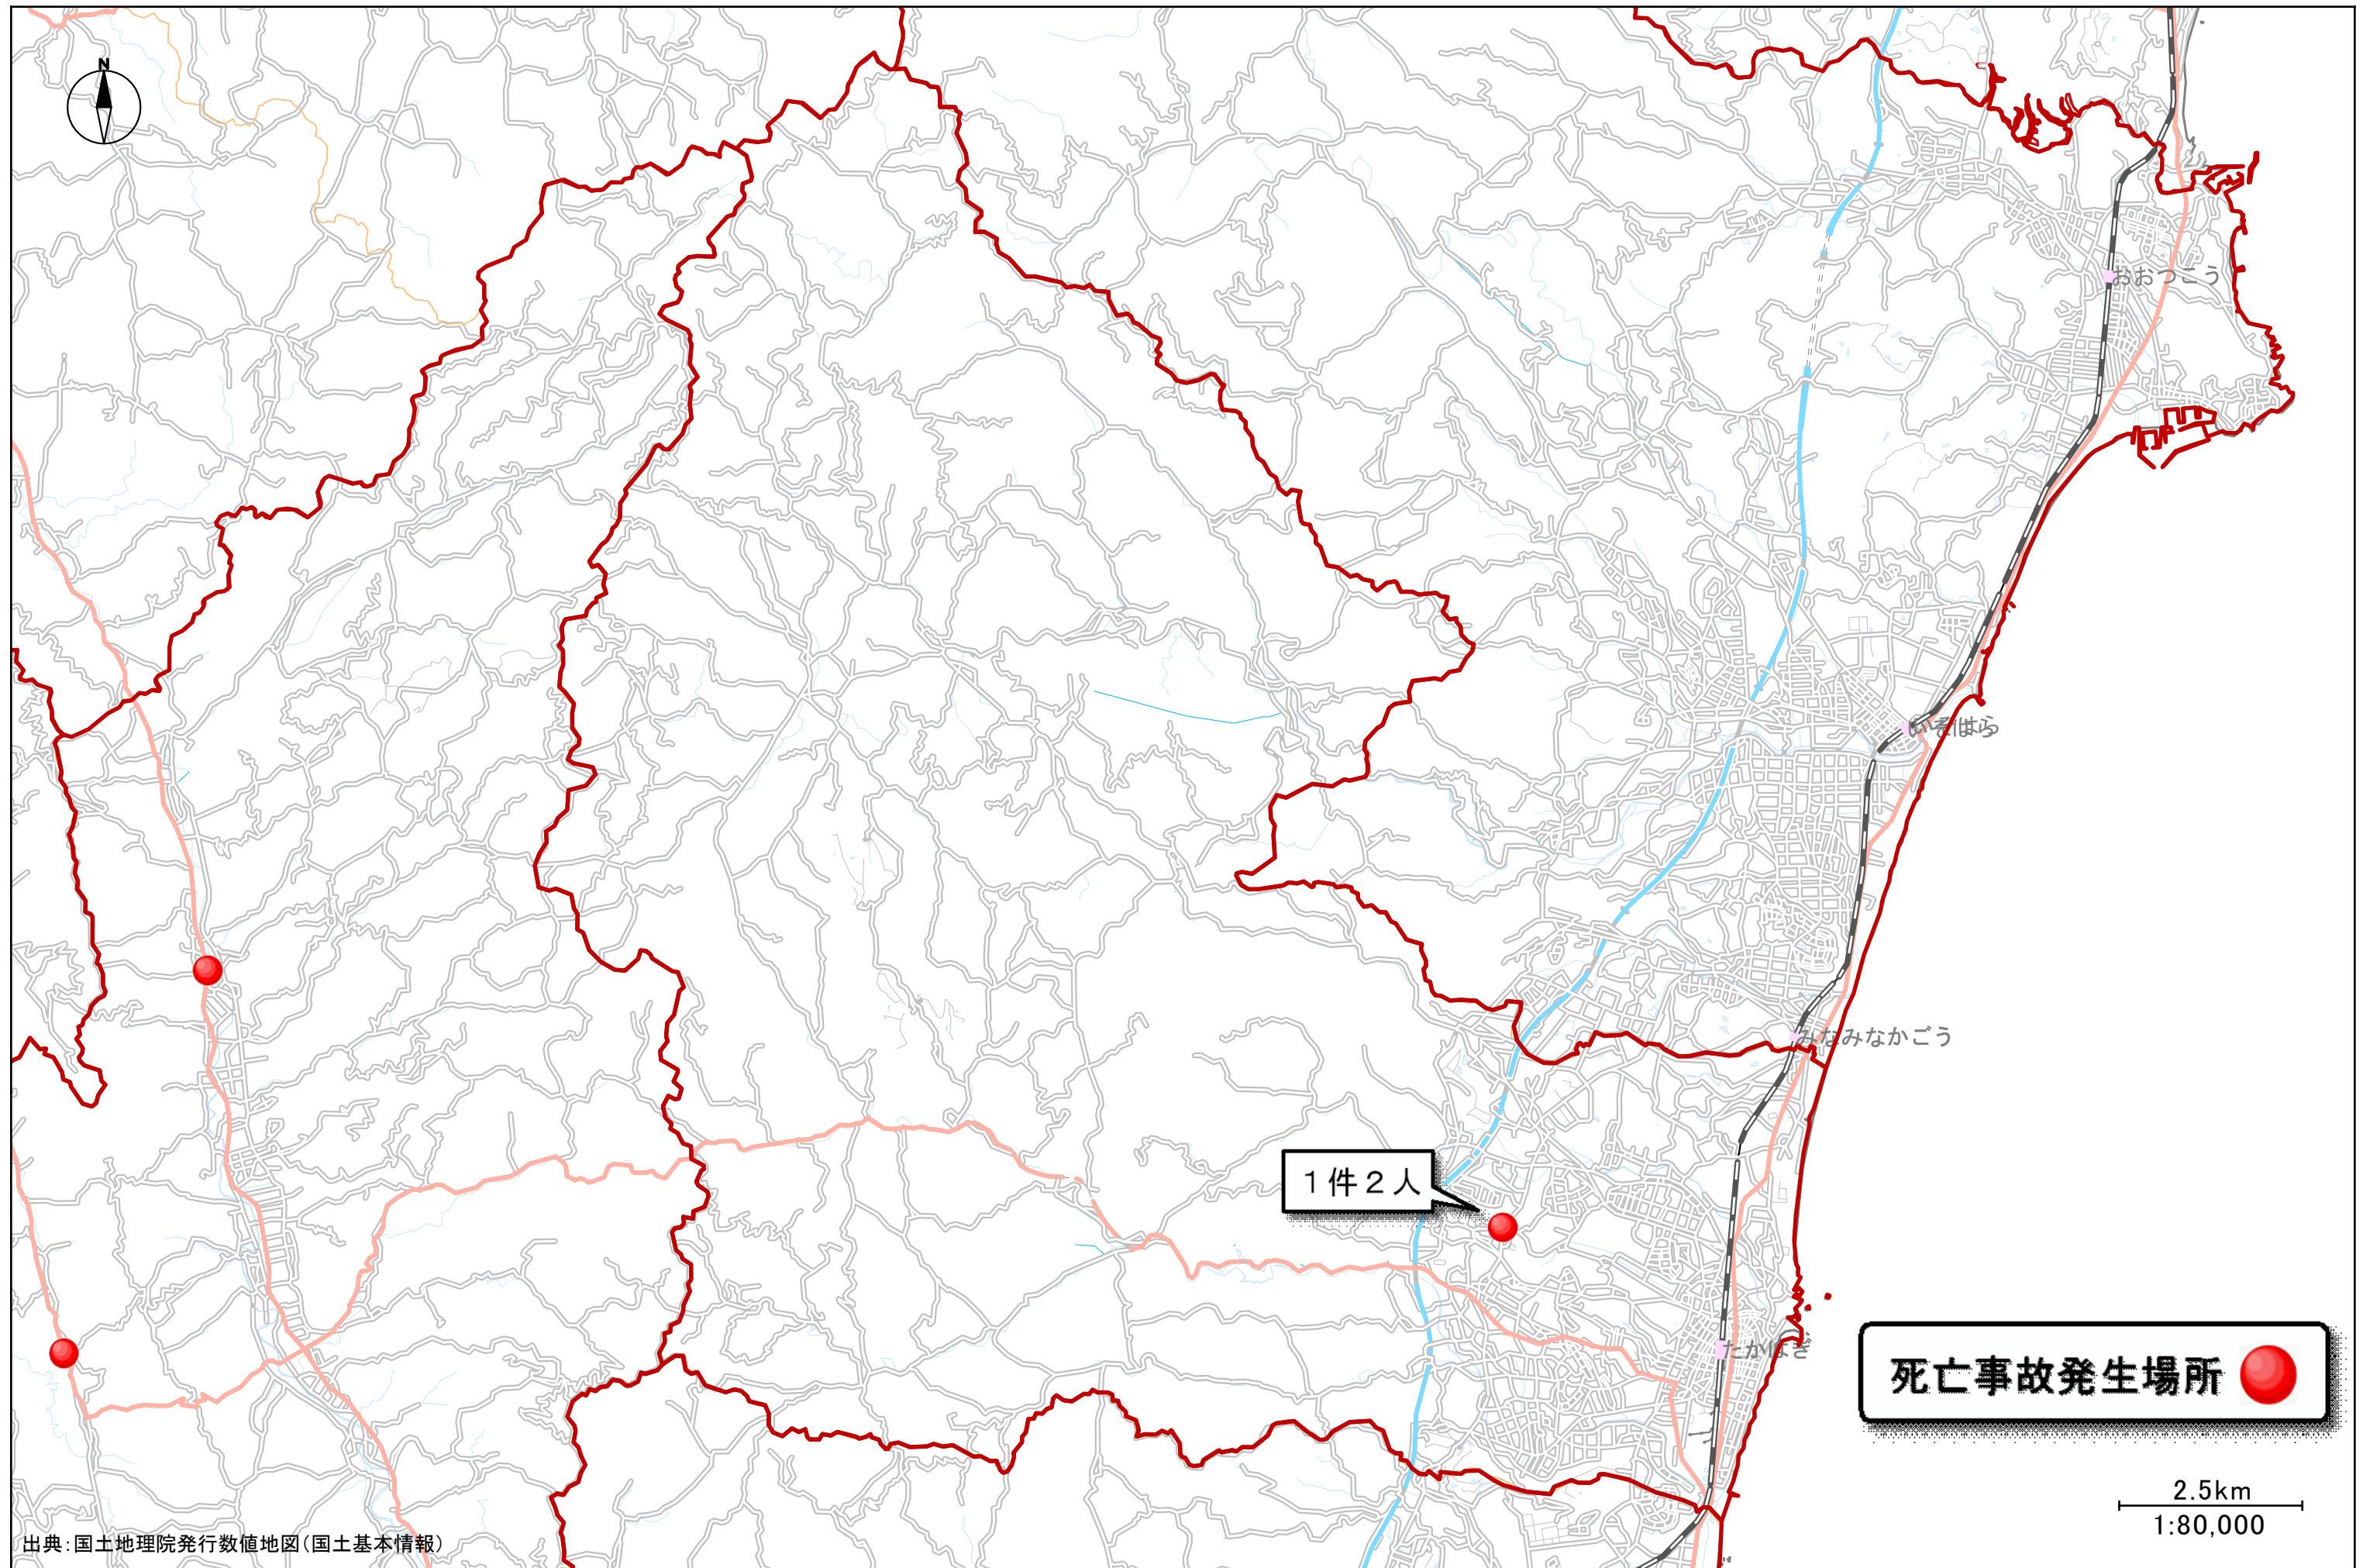 N
おおつこう
いそはら
みなみなかごう
1件2人
たかはぎ
死亡事故発生場所
2.5km
1:80,000
出典:国土地理院発行数値地図(国土基本情報)